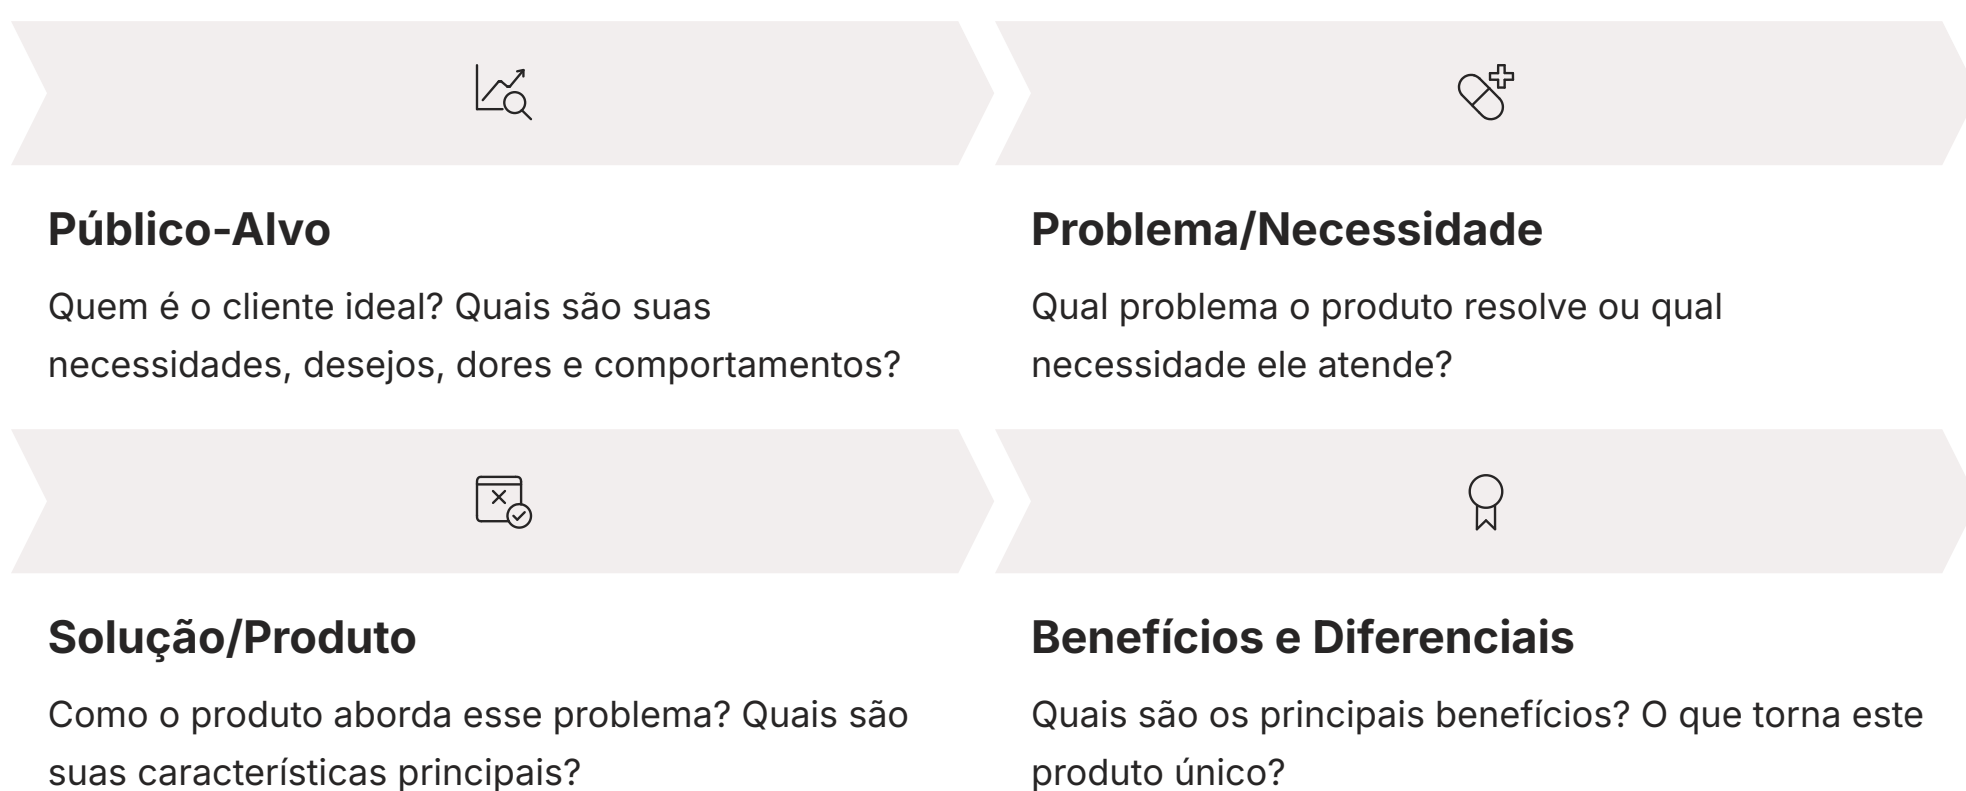 Público-Alvo
Quem é o cliente ideal? Quais são suas
necessidades, desejos, dores e comportamentos?
Problema/Necessidade
Qual problema o produto resolve ou qual
necessidade ele atende?
Solução/Produto
Como o produto aborda esse problema? Quais são
suas características principais?
Benefícios e Diferenciais
Quais são os principais benefícios? O que torna este
produto único?